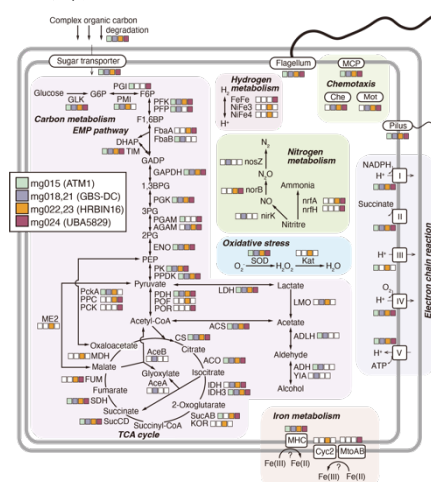 Complex organic carbon
degradation
Sugar transporter
Flagellum
MCP
Chemotaxis
Che
Mot
Pilus
Hydrogen
metabolism
H2
FeFe
NiFe3
NiFe4
H+
PGI
Glucose
G6P
F6P
GLK
PMI
PFK
PFP
Carbon metabolism
EMP pathway
F1,6BP
FbaA
FbaB
DHAP
TIM
GADP
GAPDH
1,3BPG
PGK
3PG
PGAM
AGAM
2PG
ENO
PEP
PK
PPDK
Pyruvate
mg015 (ATM1)
mg018,21 (GBS-DC)
mg022,23 (HRBIN16)
mg024 (UBA5829)
Nitrogen
metabolism
N2
nosZ
N2O
norB
Ammonia
NO
nrfA
nrfH
nirK
Nitrite
Oxidative stress
SOD
Kat
O2-
H2O2
H2O
NADPH
H+
I
Succinate
II
H+
III
O2
H+
IV
H+
V
ATP
Electron chain reaction
PckA
PPC
PCK
PDH
POF
POR
LDH
Lactate
LMO
ME2
Acetyl-CoA
ACS
Acetate
CS
ADLH
Oxaloacetate
MDH
AceB
Citrate
Aldehyde
Malate
Glyoxylate
ACO
ADH
YIA
FUM
AceA
Isocitrate
Alcohol
Fumarate
IDH
IDH3
SDH
2-Oxoglutarate
Succinate
SucAB
KOR
SucCD
Succinyl-CoA
TCA cycle
Iron metabolism
MHC
Cyc2
MtoAB
?
Fe(III)
Fe(II)
?
Fe(III)
Fe(II)